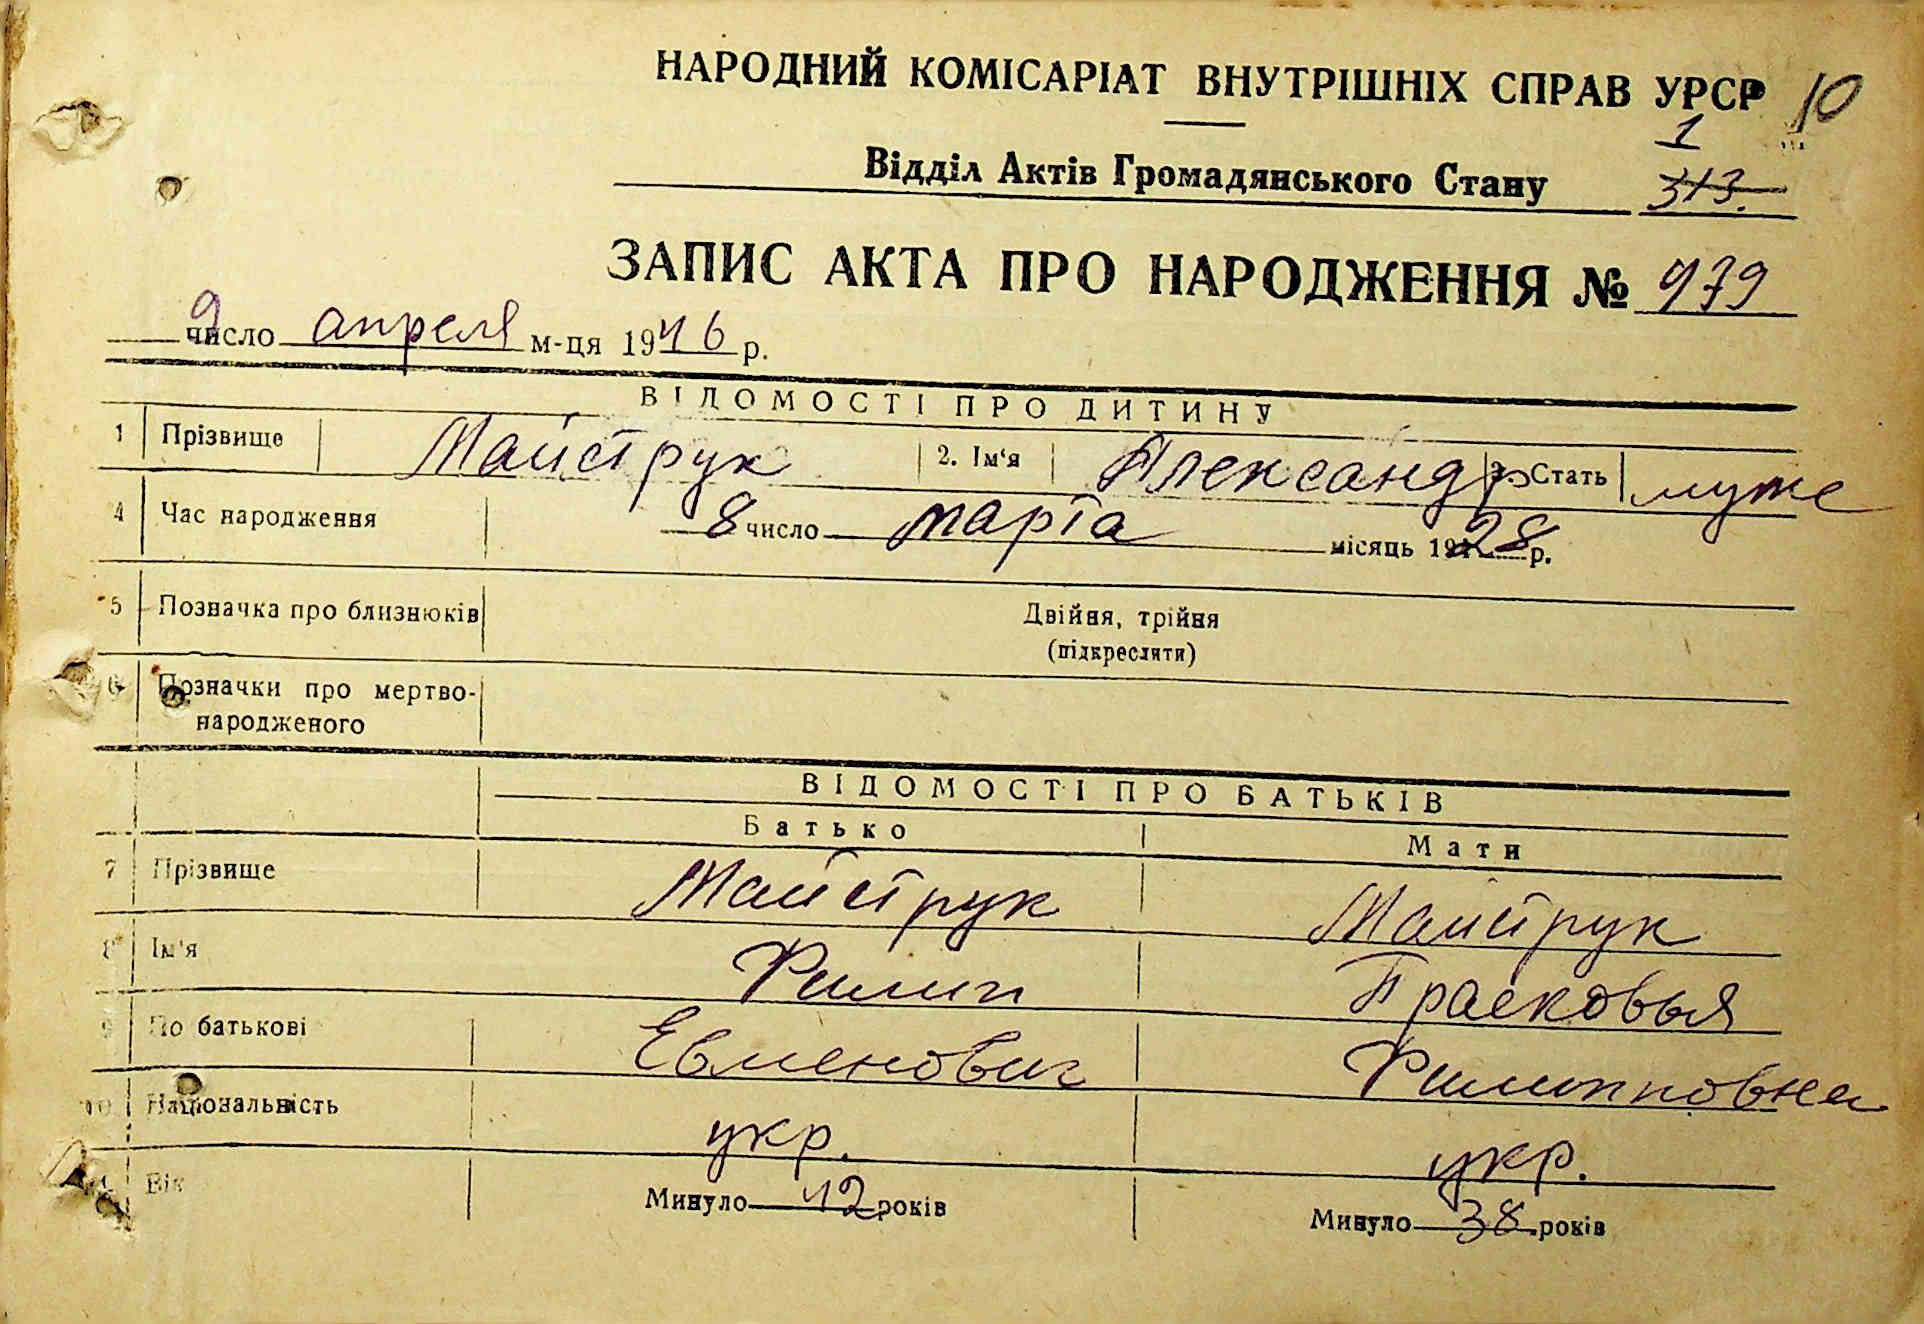 НАРОДНИЙ КОМІСАРІАТ ВНУТРІШНІХ СПРАВ УРСР 10
1
Відділ Актів Громадянського Стану 313.
ЗАПИС АКТА ПРО НАРОДЖЕННЯ № 979
9 число апреля м-ця 1946 р.
ВІДОМОСТІ ПРО ДИТИНУ
1 Прізвище Майструк 2. Ім'я Александр 3. Стать муже
4 Час народження 8 число марта місяць 1928 р.
5 Позначка про близнюків Двійня, трійня
(підкреслити)
6 Позначки про мертво-
народженого
ВІДОМОСТІ ПРО БАТЬКІВ
Батько Мати
7 Прізвище Майструк Майструк
8 Ім'я Филип Прасковья
9 По батькові Евменович Филипповна
10 Національність укр. укр.
11 Вік Минуло 42 років Минуло 38 років